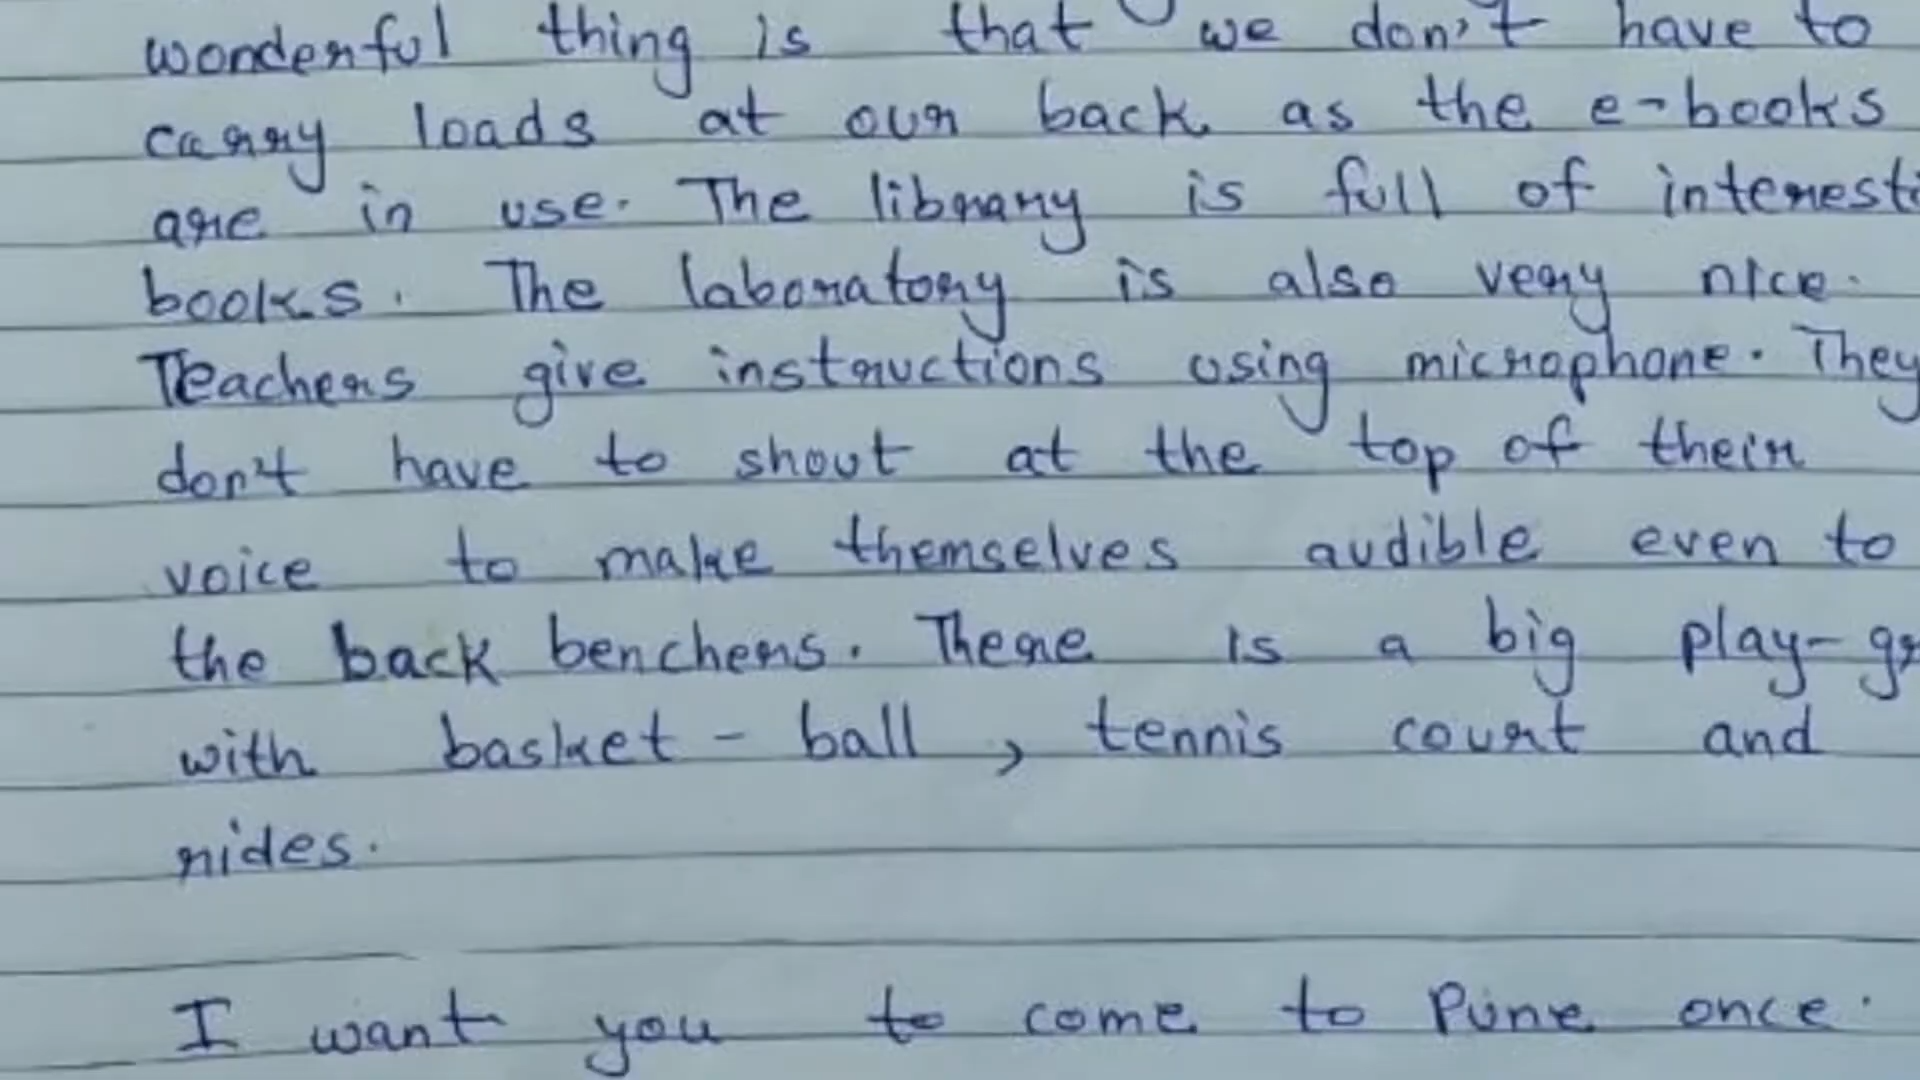 wonderful thing is that we don't have to
carry loads at our back as the e-books
are in use. The library is full of interesti
books. The laboratory is also very nice.
Teachers give instructions using microphone. They
don't have to shout at the top of their
voice to make themselves audible even to
the back benchers. There is a big play-gr
with basket-ball, tennis court and
rides.
I want you to come to Pune once.